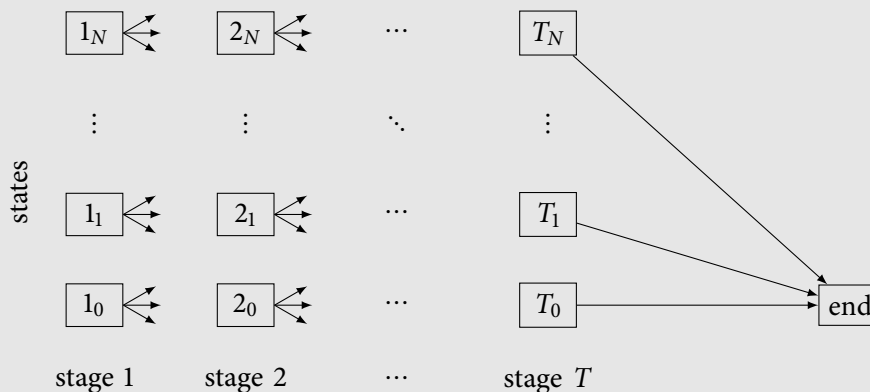 1_N 2_N ⋯ T_N
⋮ ⋮ ⋱ ⋮
states
1_1 2_1 ⋯ T_1
1_0 2_0 ⋯ T_0 end
stage 1 stage 2 ⋯ stage T